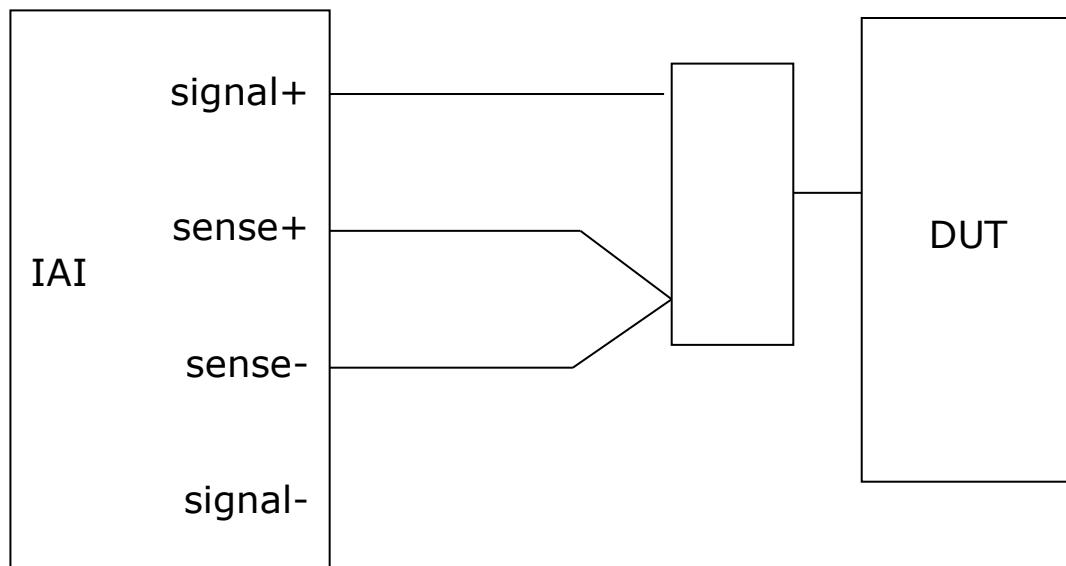 signal+
sense+
IAI
DUT
sense-
signal-